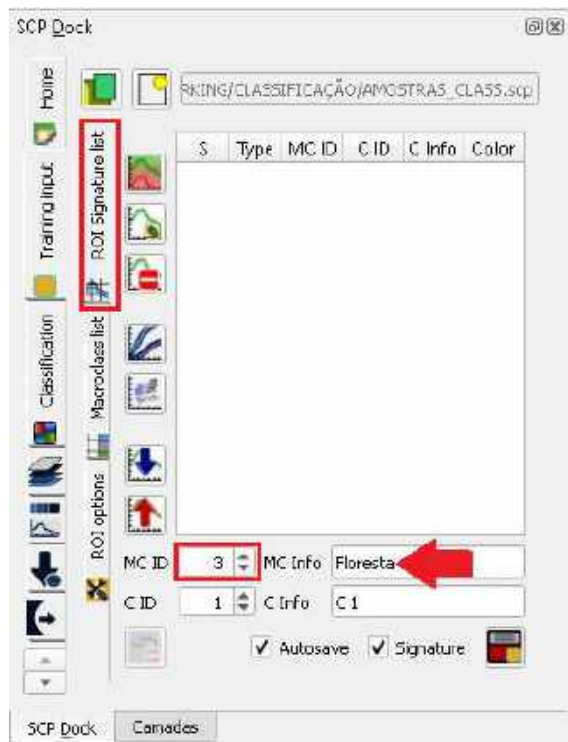 SCP Dock
Home
Training Input
Classification
ROI Signature list
Macroclass list
ROI options
RKING/CLASSIFICAÇÃO/AMOSTRAS_CLASS.scp
S Type MC ID C ID C Info Color
MC ID 3 MC Info Floresta
C ID 1 C Info C 1
Autosave Signature
SCP Dock Camadas